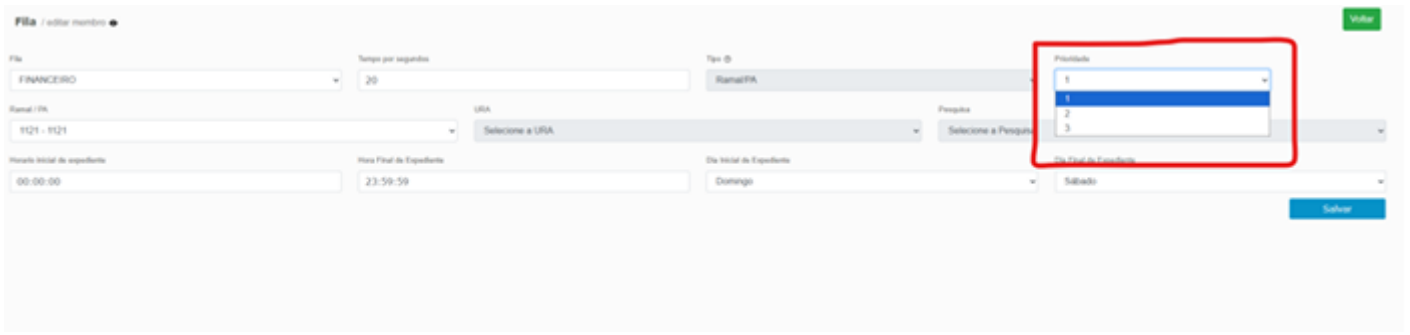 Fila / editar membro
Voltar
Fila
Tempo por segundos
Tipo
Prioridade
FINANCEIRO
20
Ramal/PA
1
1
2
3
Ramal / PA
URA
Pesquisa
1121 - 1121
Selecione a URA
Selecione a Pesquisa
Horario Inicial de expediente
Hora Final de Expediente
Dia Inicial de Expediente
Dia Final de Expediente
00:00:00
23:59:59
Domingo
Sábado
Salvar